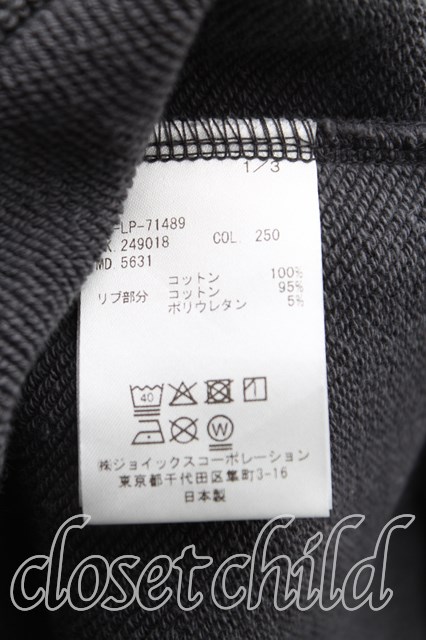 1/3
-LP-71489
K. 249018 COL. 250
MD. 5631
コットン 100%
リブ部分 コットン 95%
ポリウレタン 5%
40
W
㈱ジョイックスコーポレーション
東京都千代田区隼町3-16
日本製
closet child